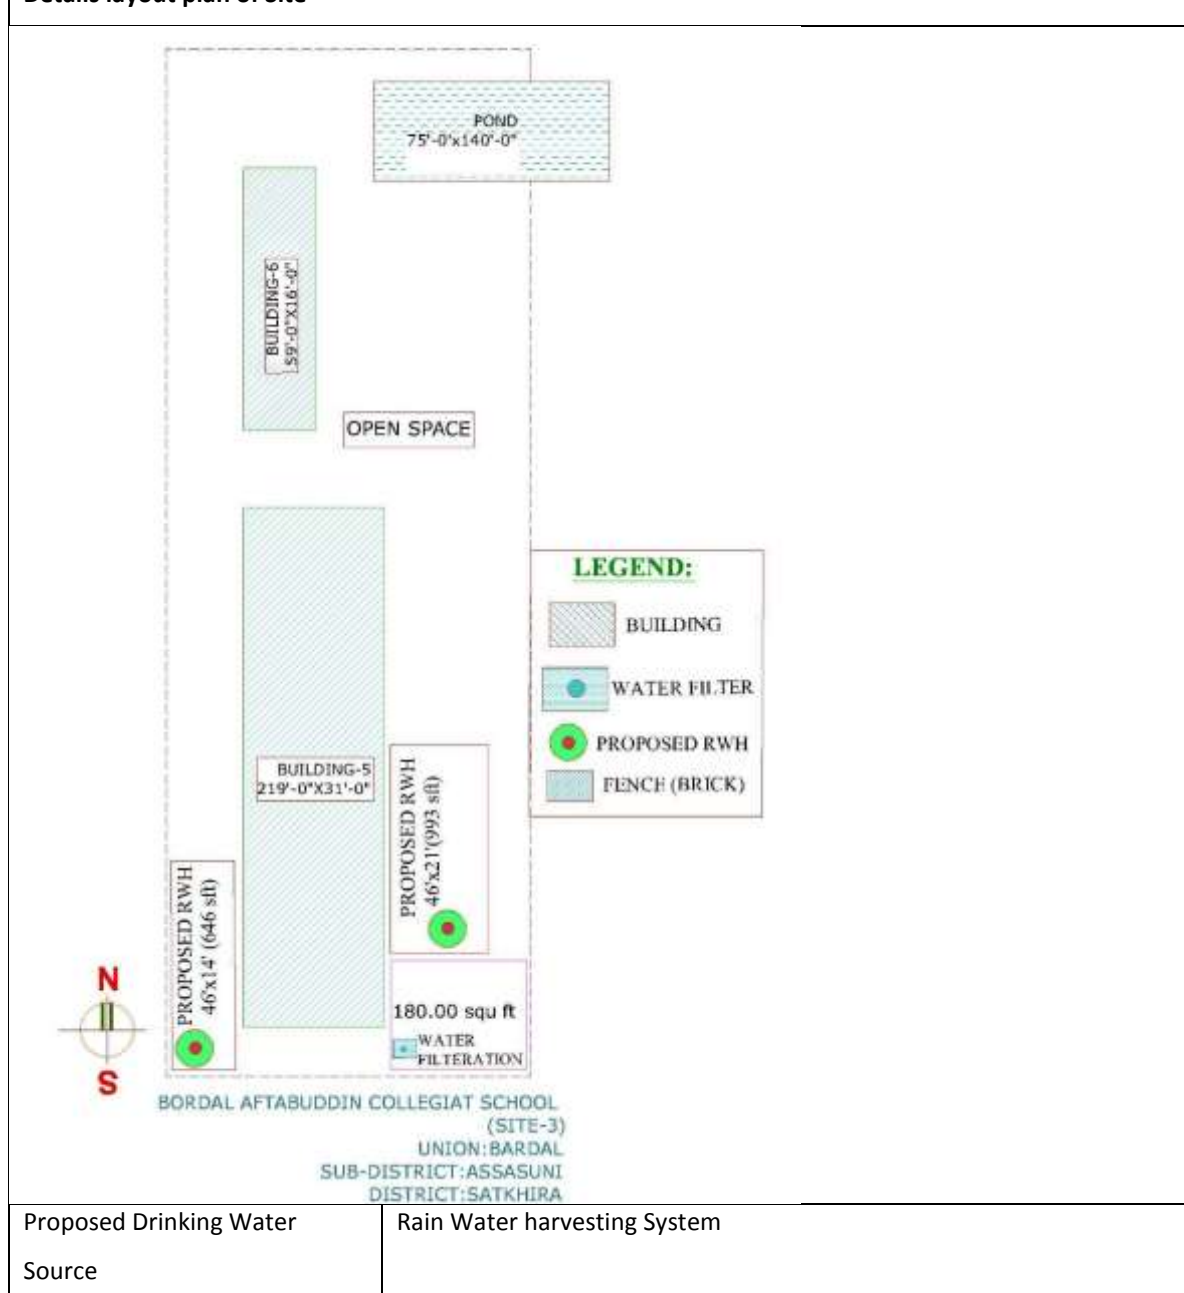 Details layout plan of site
POND
75'-0"x140'-0"
BUILDING-6
59'-0"X16'-0"
OPEN SPACE
LEGEND:
BUILDING
WATER FILTER
PROPOSED RWH
FENCE (BRICK)
BUILDING-5
219'-0"X31'-0"
PROPOSED RWH
46'x21'(993 sft)
PROPOSED RWH
46'x14' (646 sft)
N
S
180.00 squ ft
WATER
FILTERATION
BORDAL AFTABUDDIN COLLEGIAT SCHOOL
(SITE-3)
UNION:BARDAL
SUB-DISTRICT:ASSASUNI
DISTRICT:SATKHIRA
Proposed Drinking Water
Source
Rain Water harvesting System